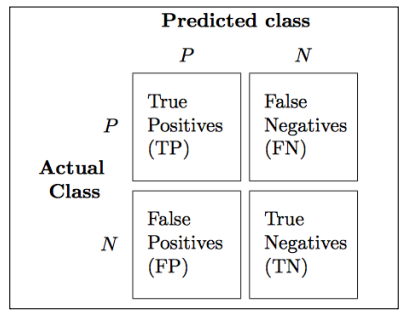 Predicted class
P N
True
Positives
(TP)
False
Negatives
(FN)
P
Actual
Class
False
Positives
(FP)
True
Negatives
(TN)
N